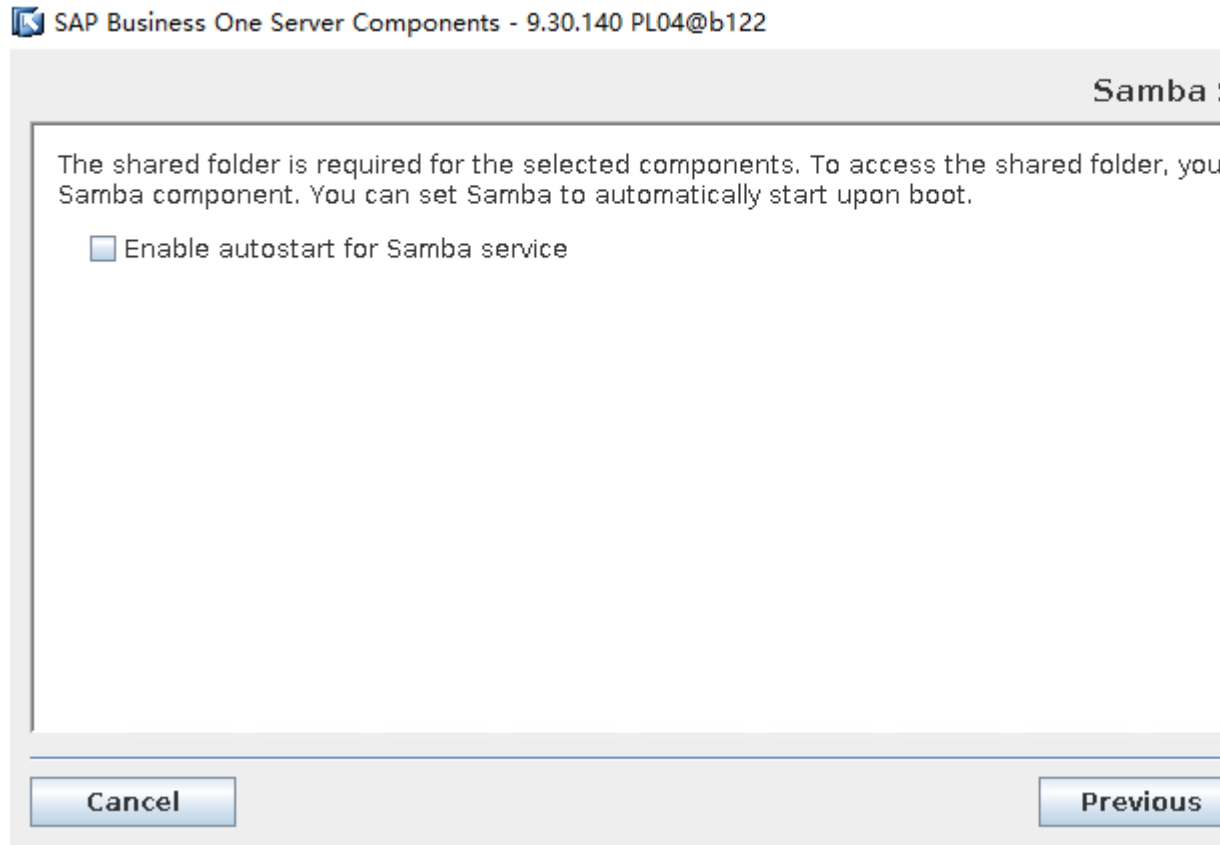 SAP Business One Server Components - 9.30.140 PL04@b122
Samba
The shared folder is required for the selected components. To access the shared folder, you
Samba component. You can set Samba to automatically start upon boot.
Enable autostart for Samba service
Cancel
Previous